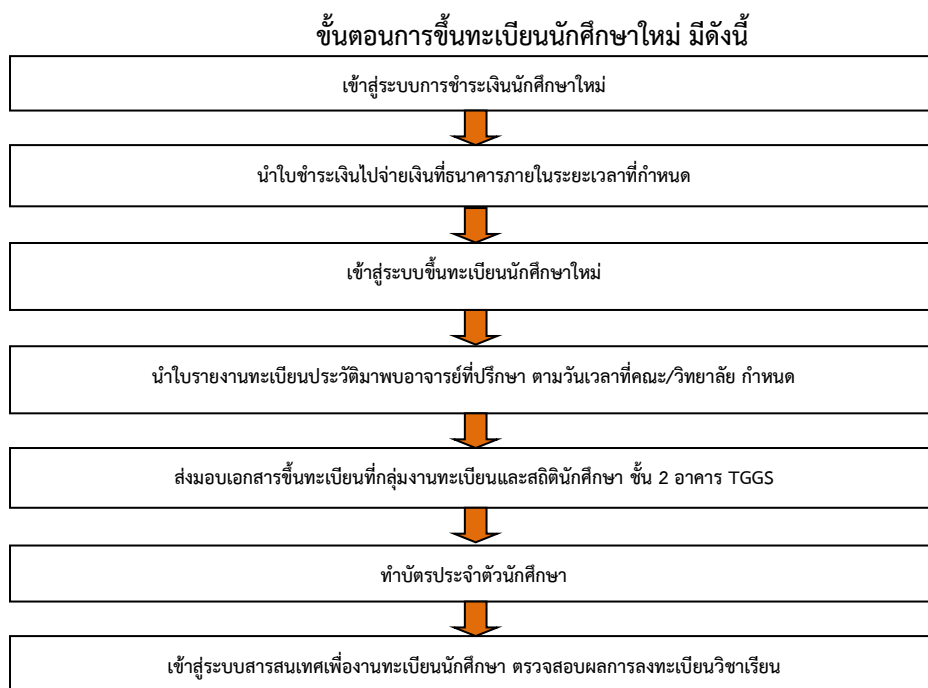 ขั้นตอนการขึ้นทะเบียนนักศึกษาใหม่ มีดังนี้
เข้าสู่ระบบการชำระเงินนักศึกษาใหม่
นำใบชำระเงินไปจ่ายเงินที่ธนาคารภายในระยะเวลาที่กำหนด
เข้าสู่ระบบขึ้นทะเบียนนักศึกษาใหม่
นำใบรายงานทะเบียนประวัติมาพบอาจารย์ที่ปรึกษา ตามวันเวลาที่คณะ/วิทยาลัย กำหนด
ส่งมอบเอกสารขึ้นทะเบียนที่กลุ่มงานทะเบียนและสถิตินักศึกษา ชั้น 2 อาคาร TGGS
ทำบัตรประจำตัวนักศึกษา
เข้าสู่ระบบสารสนเทศเพื่องานทะเบียนนักศึกษา ตรวจสอบผลการลงทะเบียนวิชาเรียน